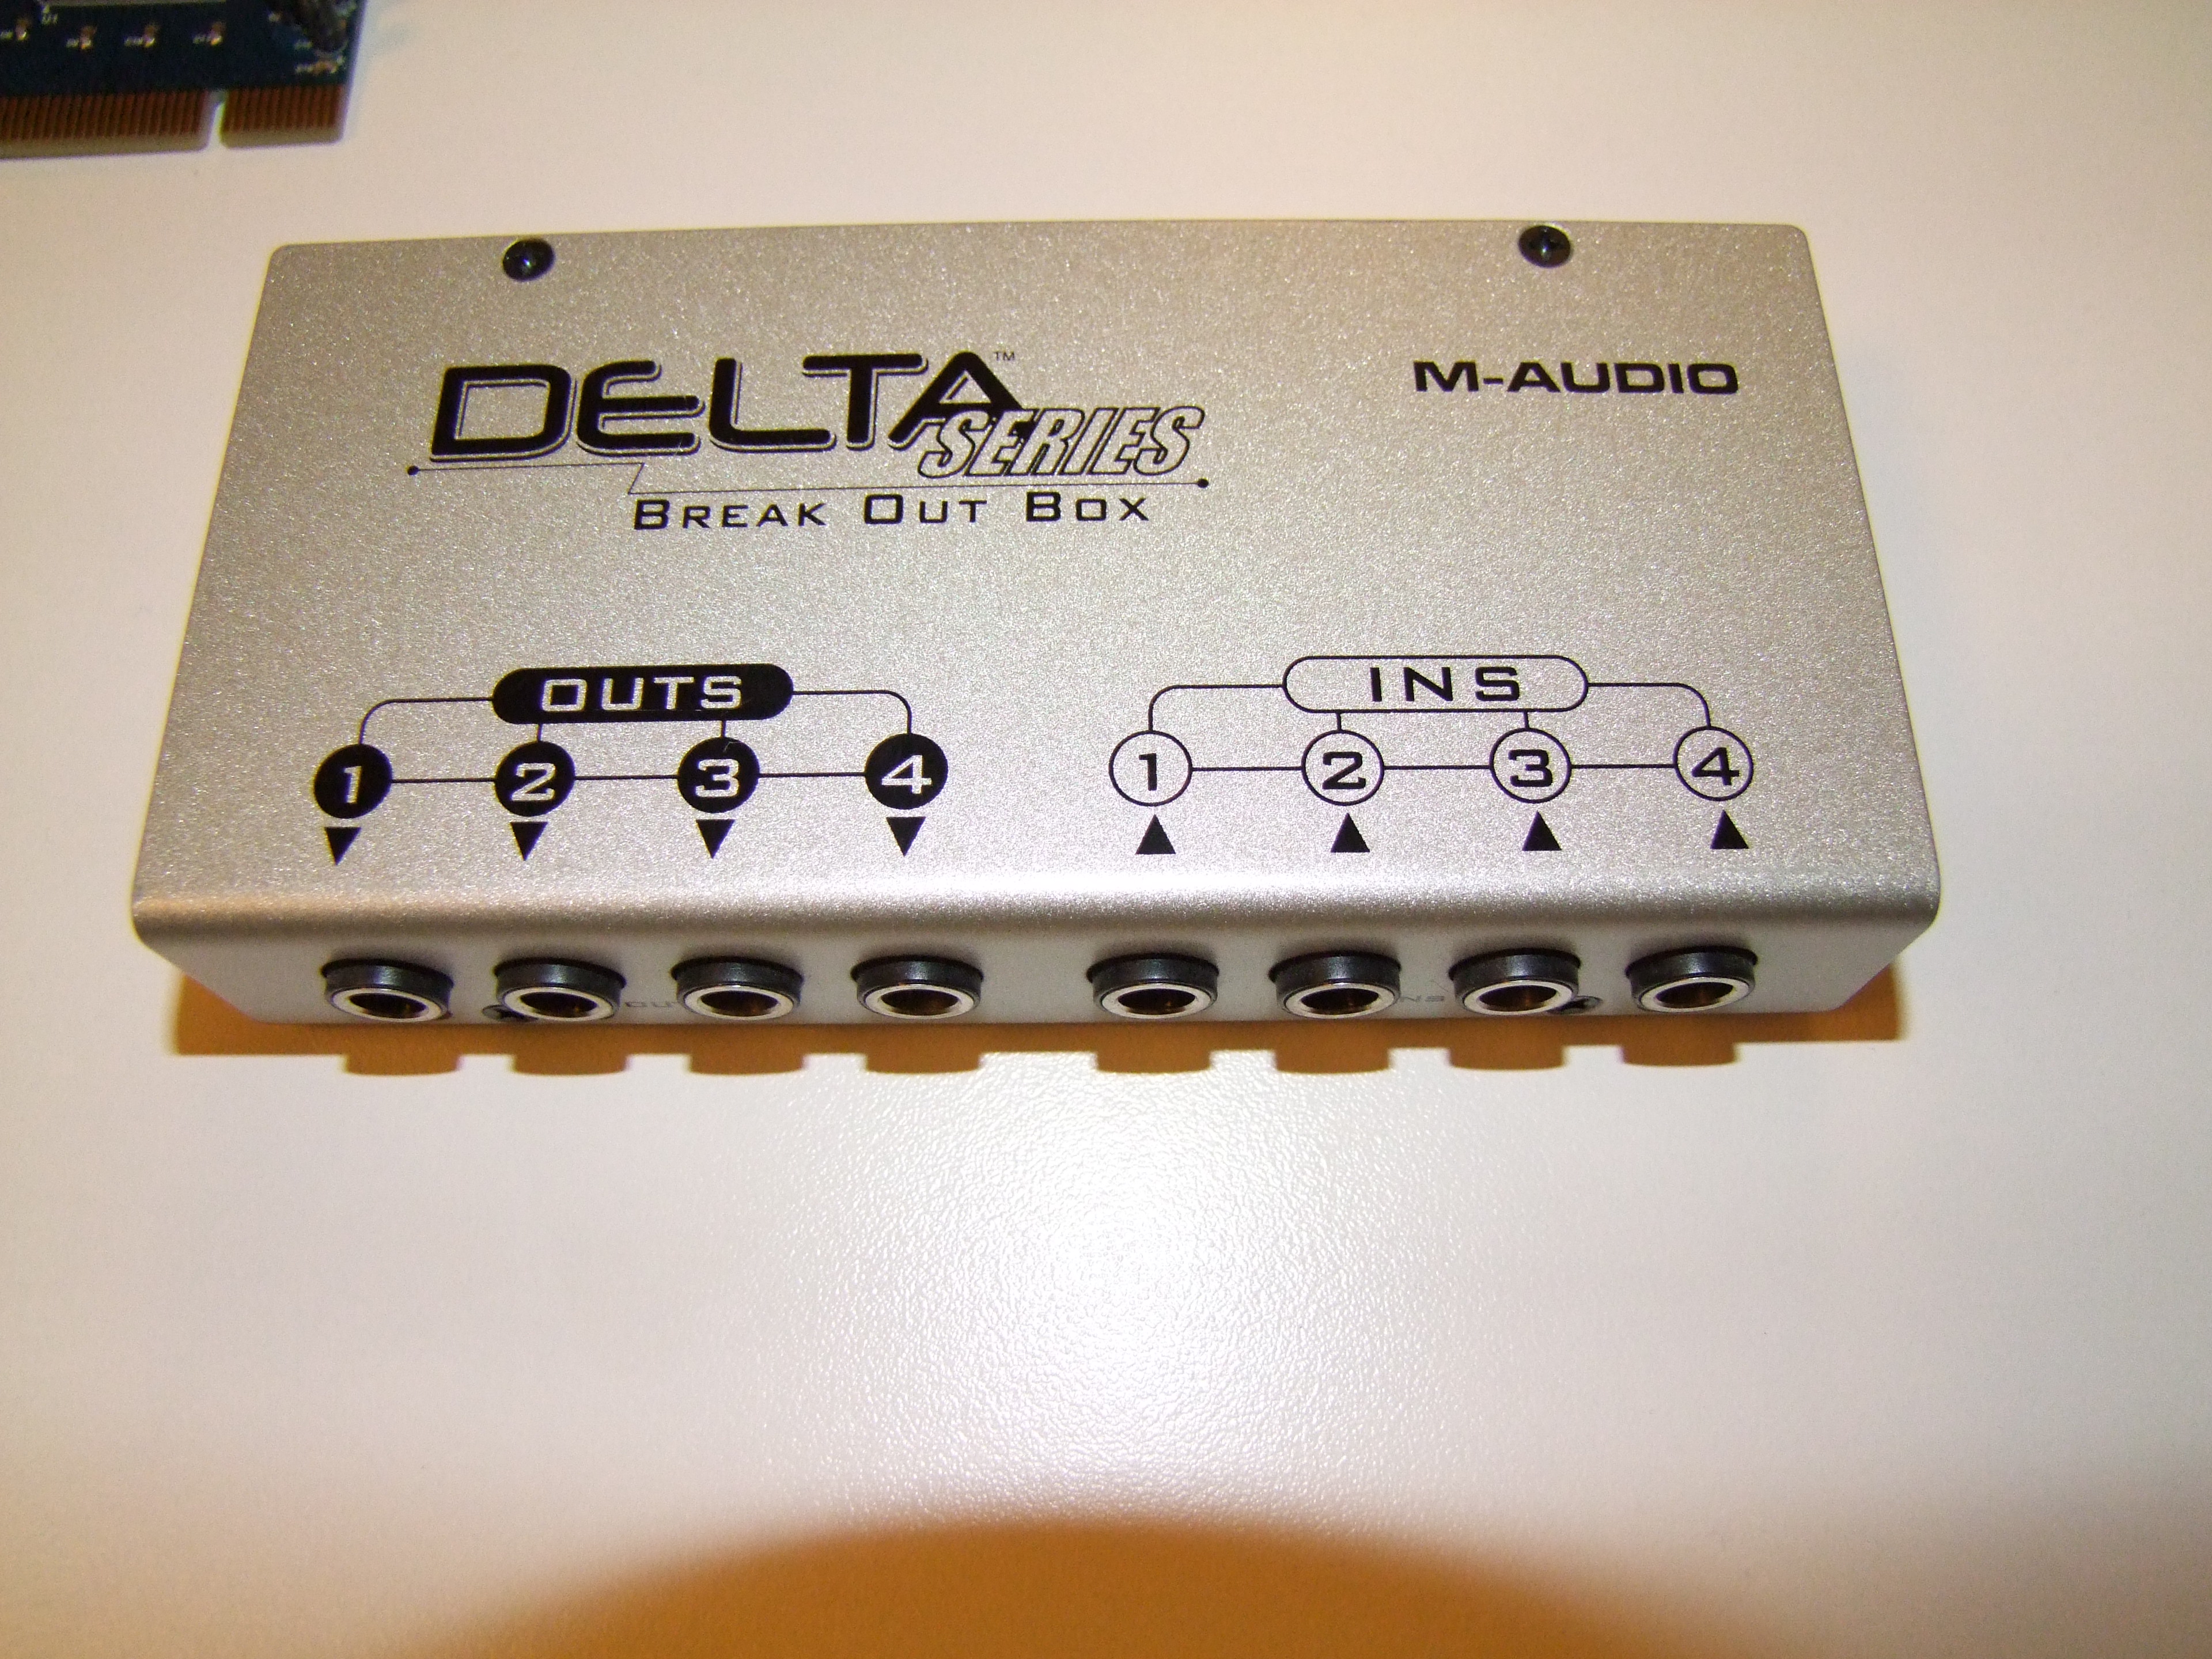 DELTA™
SERIES
BREAK OUT BOX
M-AUDIO
OUTS
1 2 3 4
INS
1 2 3 4